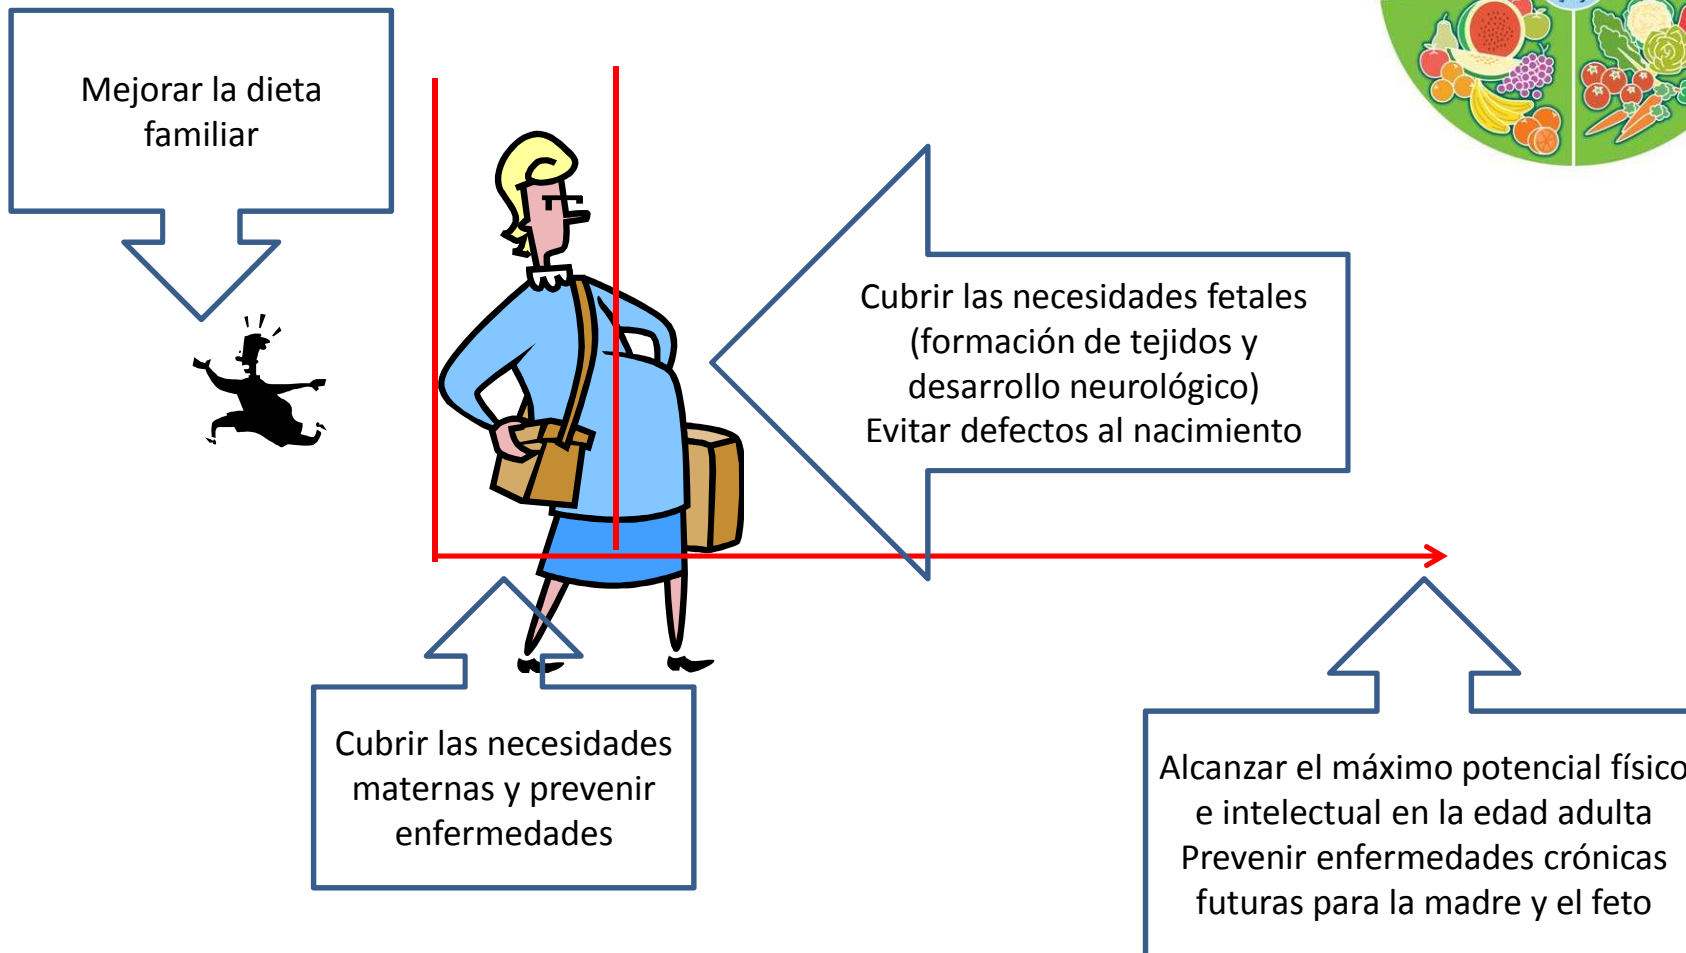 Mejorar la dieta
familiar
Cubrir las necesidades fetales
(formación de tejidos y
desarrollo neurológico)
Evitar defectos al nacimiento
Cubrir las necesidades
maternas y prevenir
enfermedades
Alcanzar el máximo potencial físico
e intelectual en la edad adulta
Prevenir enfermedades crónicas
futuras para la madre y el feto